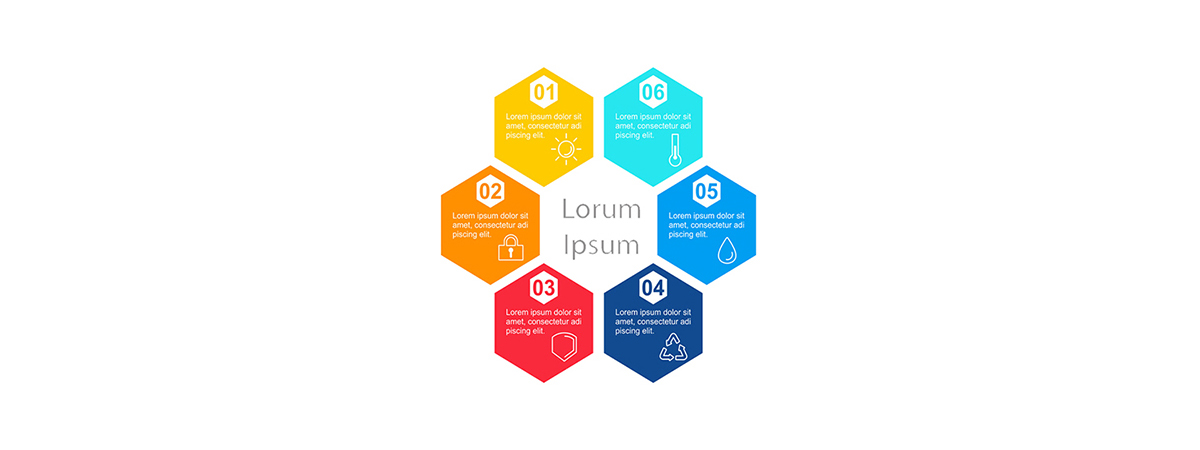 01
Lorem ipsum dolor sit
amet, consectetur adi
piscing elit.
06
Lorem ipsum dolor sit
amet, consectetur adi
piscing elit.
02
Lorem ipsum dolor sit
amet, consectetur adi
piscing elit.
Lorum
Ipsum
05
Lorem ipsum dolor sit
amet, consectetur adi
piscing elit.
03
Lorem ipsum dolor sit
amet, consectetur adi
piscing elit.
04
Lorem ipsum dolor sit
amet, consectetur adi
piscing elit.